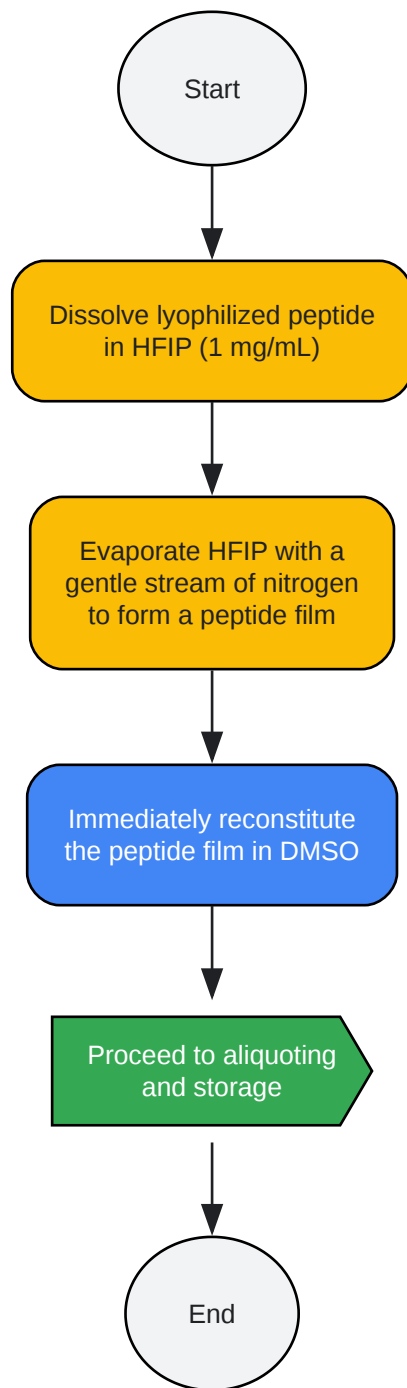 Start
Dissolve lyophilized peptide
in HFIP (1 mg/mL)
Evaporate HFIP with a
gentle stream of nitrogen
to form a peptide film
Immediately reconstitute
the peptide film in DMSO
Proceed to aliquoting
and storage
End